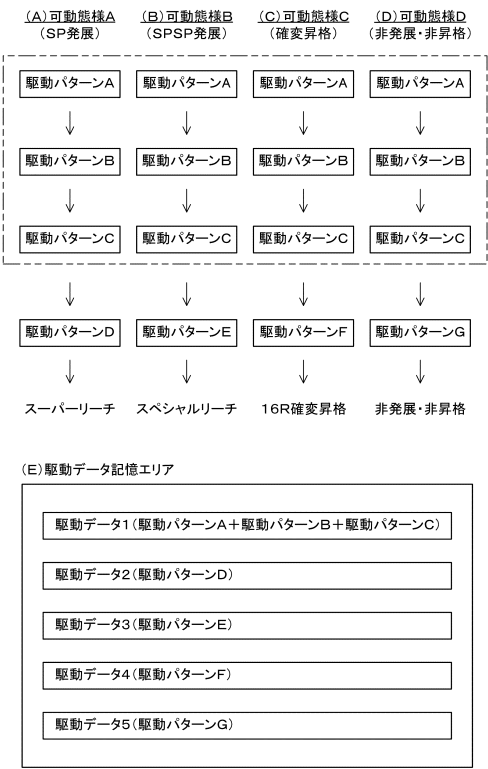 (A)可動態様A (B)可動態様B (C)可動態様C (D)可動態様D
(SP発展) (SPSP発展) (確変昇格) (非発展・非昇格)
駆動パターンA 駆動パターンA 駆動パターンA 駆動パターンA
↓ ↓ ↓ ↓
駆動パターンB 駆動パターンB 駆動パターンB 駆動パターンB
↓ ↓ ↓ ↓
駆動パターンC 駆動パターンC 駆動パターンC 駆動パターンC
↓ ↓ ↓ ↓
駆動パターンD 駆動パターンE 駆動パターンF 駆動パターンG
↓ ↓ ↓ ↓
スーパーリーチ スペシャルリーチ 16R確変昇格 非発展・非昇格
(E)駆動データ記憶エリア
駆動データ1(駆動パターンA+駆動パターンB+駆動パターンC)
駆動データ2(駆動パターンD)
駆動データ3(駆動パターンE)
駆動データ4(駆動パターンF)
駆動データ5(駆動パターンG)